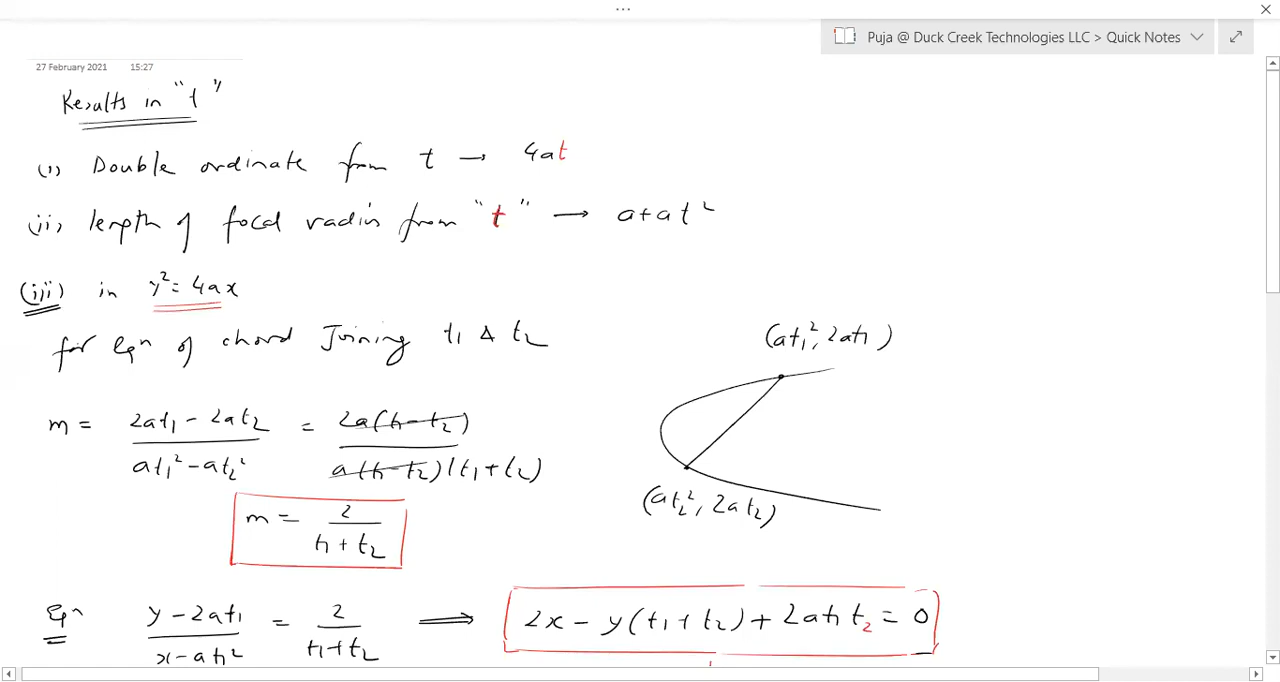 Puja @ Duck Creek Technologies LLC > Quick Notes
27 February 2021 15:27
Results in "t"
(i) Double ordinate from t → 4at
(ii) length of focal radius from "t" → a+at²
(iii) in y² = 4ax
for Eqn of chord Joining t₁ & t₂
(at₁², 2at₁)
m = (2at₁ - 2at₂)/(at₁² - at₂²) = 2a(t₁-t₂)/a(t₁-t₂)(t₁+t₂)
(at₂², 2at₂)
m = 2/(t₁+t₂)
Eqn (y-2at₁)/(x-at₁²) = 2/(t₁+t₂) ⟹ 2x - y(t₁+t₂) + 2at₁t₂ = 0